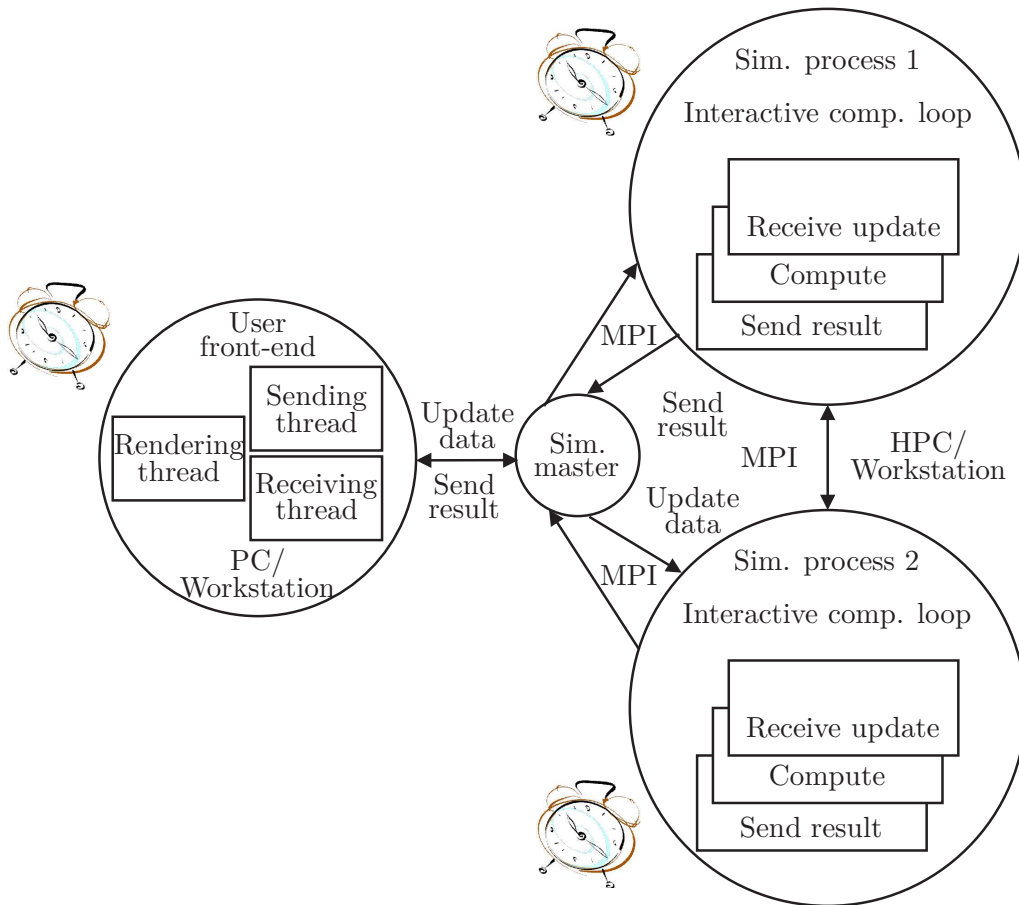 Sim. process 1
Interactive comp. loop
Receive update
Compute
Send result
MPI
Send
result
User
front-end
Sending
thread
Rendering
thread
Receiving
thread
PC/
Workstation
Update
data
Send
result
Sim.
master
MPI
HPC/
Workstation
Update
data
MPI
Sim. process 2
Interactive comp. loop
Receive update
Compute
Send result